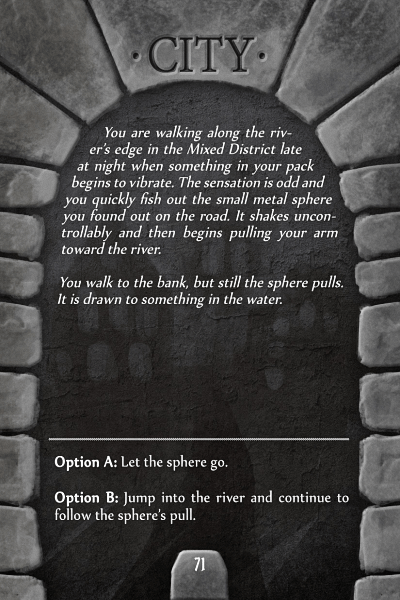 · CITY ·
You are walking along the riv-
er's edge in the Mixed District late
at night when something in your pack
begins to vibrate. The sensation is odd and
you quickly fish out the small metal sphere
you found out on the road. It shakes uncon-
trollably and then begins pulling your arm
toward the river.
You walk to the bank, but still the sphere pulls.
It is drawn to something in the water.
Option A: Let the sphere go.
Option B: Jump into the river and continue to
follow the sphere's pull.
71